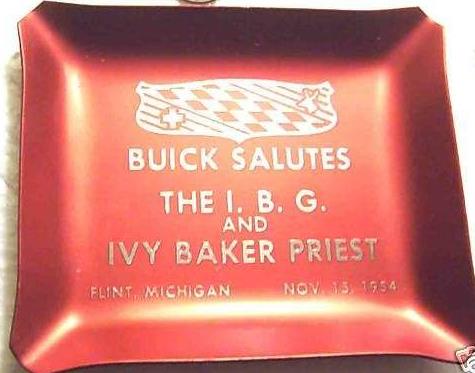 BUICK SALUTES
THE I. B. G.
AND
IVY BAKER PRIEST
FLINT, MICHIGAN NOV. 15, 1954